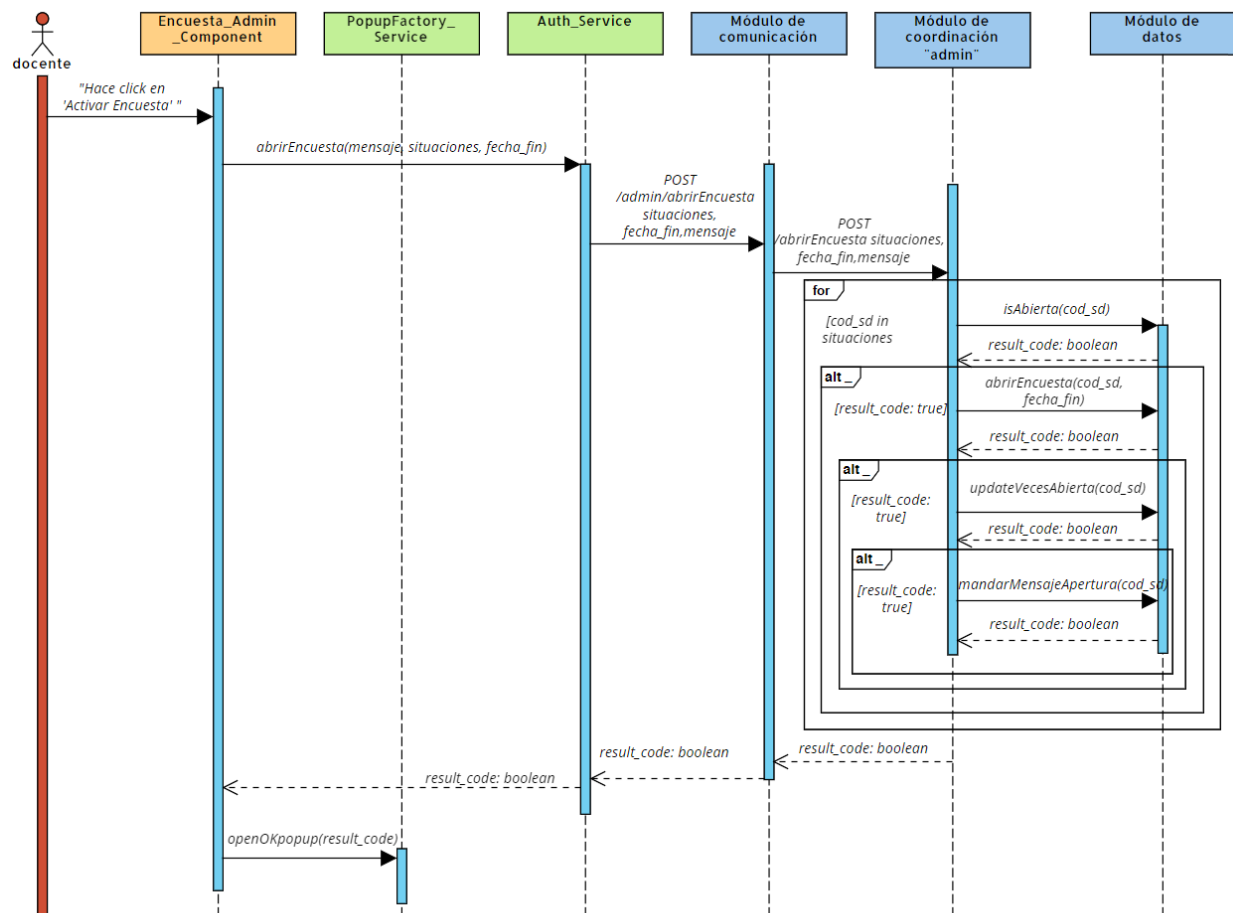 docente
Encuesta_Admin
_Component
PopupFactory_
Service
Auth_Service
Módulo de
comunicación
Módulo de
coordinación
"admin"
Módulo de
datos
"Hace click en
'Activar Encuesta' "
abrirEncuesta(mensaje, situaciones, fecha_fin)
POST
/admin/abrirEncuesta
situaciones,
fecha_fin,mensaje
POST
/abrirEncuesta situaciones,
fecha_fin,mensaje
for
[cod_sd in
situaciones
isAbierta(cod_sd)
result_code: boolean
alt _
[result_code: true]
abrirEncuesta(cod_sd,
fecha_fin)
result_code: boolean
alt _
[result_code:
true]
updateVecesAbierta(cod_sd)
result_code: boolean
alt _
[result_code:
true]
mandarMensajeApertura(cod_sd)
result_code: boolean
result_code: boolean
result_code: boolean
result_code: boolean
openOKpopup(result_code)